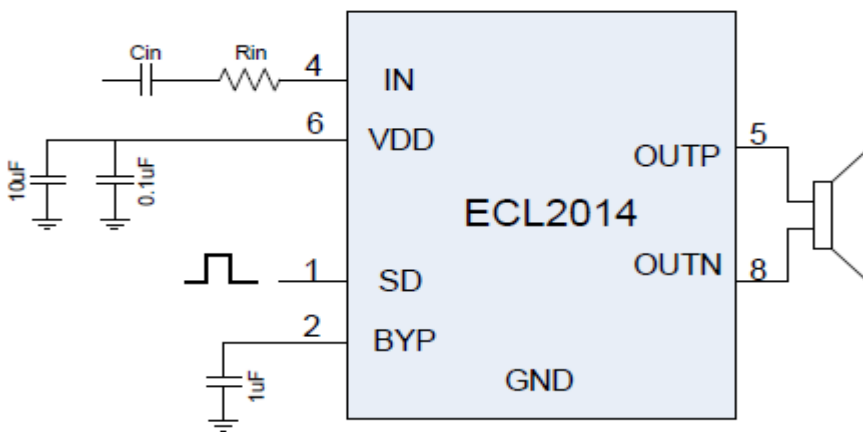 Cin
Rin
4
IN
6
VDD
10uF
0.1uF
5
OUTP
ECL2014
1
SD
OUTN
8
2
BYP
1uF
GND